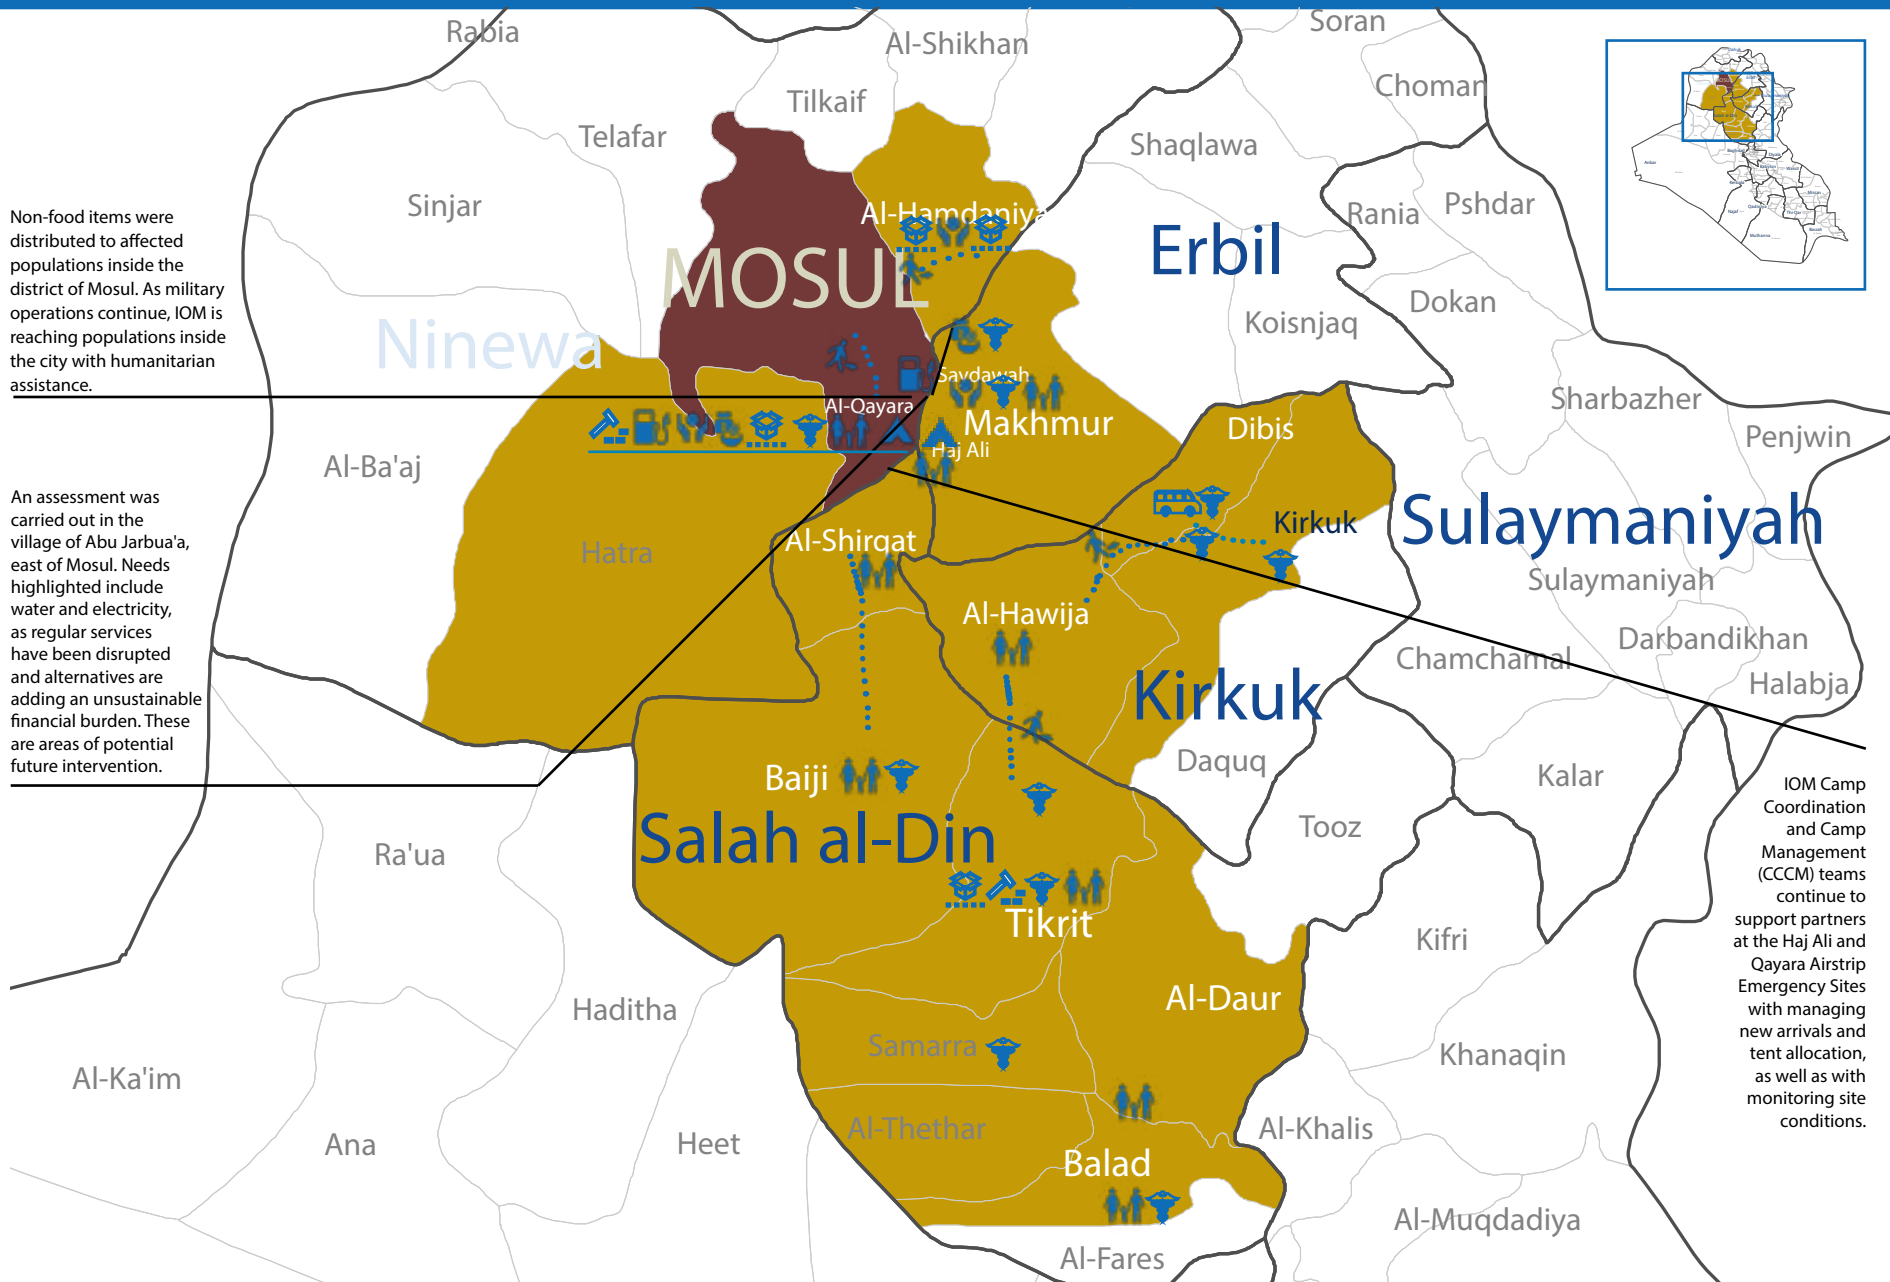 Rabia
Al-Shikhan
Soran
Tilkaif
Choman
Telafar
Shaqlawa
Sinjar
Al-Hamdaniya
Rania
Pshdar
Non-food items were
distributed to affected
populations inside the
district of Mosul. As military
operations continue, IOM is
reaching populations inside
the city with humanitarian
assistance.
MOSUL
Erbil
Ninewa
Koisnjaq
Dokan
Saydawah
Al-Qayara
Makhmur
Haj Ali
Dibis
Sharbazher
Penjwin
Al-Ba'aj
An assessment was
carried out in the
village of Abu Jarbua'a,
east of Mosul. Needs
highlighted include
water and electricity,
as regular services
have been disrupted
and alternatives are
adding an unsustainable
financial burden. These
are areas of potential
future intervention.
Hatra
Al-Shirqat
Kirkuk
Sulaymaniyah
Sulaymaniyah
Al-Hawija
Darbandikhan
Chamchamal
Halabja
Kirkuk
Daquq
Baiji
Kalar
Salah al-Din
Tooz
Ra'ua
Tikrit
IOM Camp
Coordination
and Camp
Management
(CCCM) teams
continue to
support partners
at the Haj Ali and
Qayara Airstrip
Emergency Sites
with managing
new arrivals and
tent allocation,
as well as with
monitoring site
conditions.
Kifri
Al-Daur
Haditha
Samarra
Khanaqin
Al-Ka'im
Al-Thethar
Al-Khalis
Ana
Heet
Balad
Al-Muqdadiya
Al-Fares